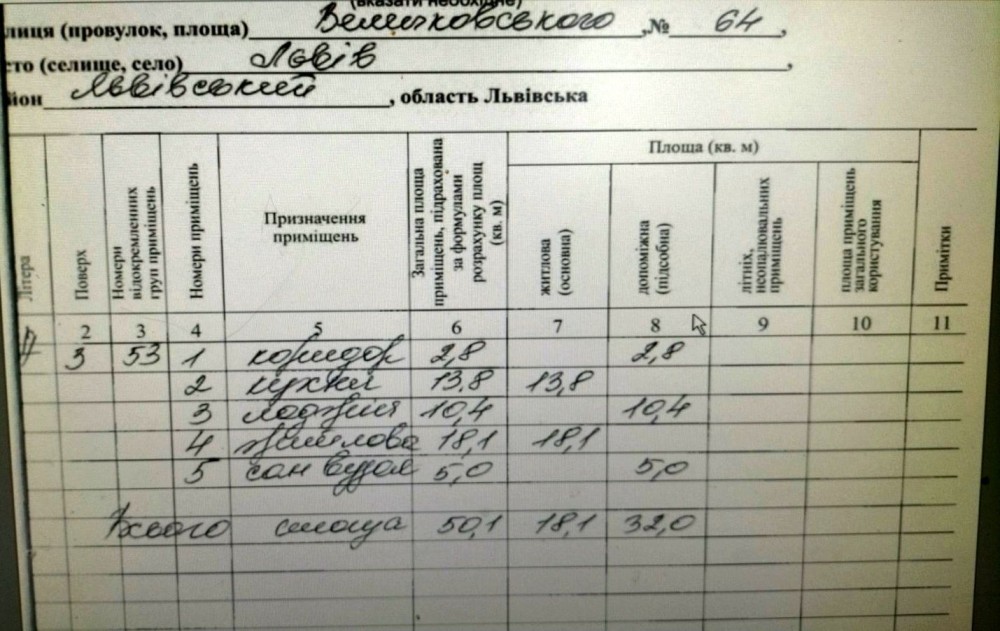 (вказати необхідне)
лиця (провулок, площа) Величковського, № 64,
сто (селище, село) Львів,
йон Львівський, область Львівська
Літера
Поверх
Номери відокремленних груп приміщень
Номери приміщень
Призначення приміщень
Загальна площа приміщень, підрахована за формулами розрахунку площ (кв. м)
Площа (кв. м)
житлова (основна)
допоміжна (підсобна)
літніх, неопалювальних приміщень
площа приміщень загального користування
Примітки
2 3 4 5 6 7 8 9 10 11
3 53 1 коридор 2,8 2,8
2 кухня 13,8 13,8
3 лоджія 10,4 10,4
4 житлова 18,1 18,1
5 сан вузол 5,0 5,0
Всього площа 50,1 18,1 32,0